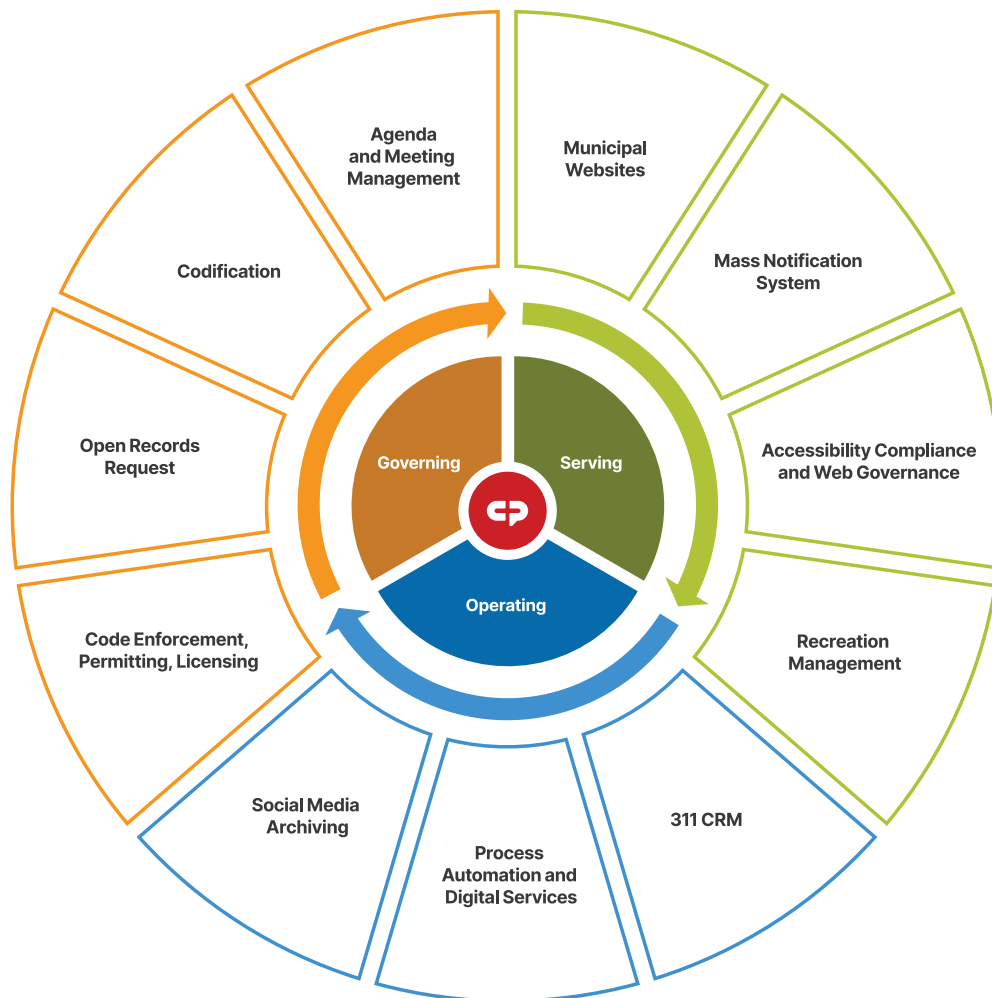 Agenda
and Meeting
Management
Municipal
Websites
Mass Notification
System
Accessibility Compliance
and Web Governance
Recreation
Management
311 CRM
Process
Automation and
Digital Services
Social Media
Archiving
Code Enforcement,
Permitting, Licensing
Open Records
Request
Codification
Governing
Serving
Operating